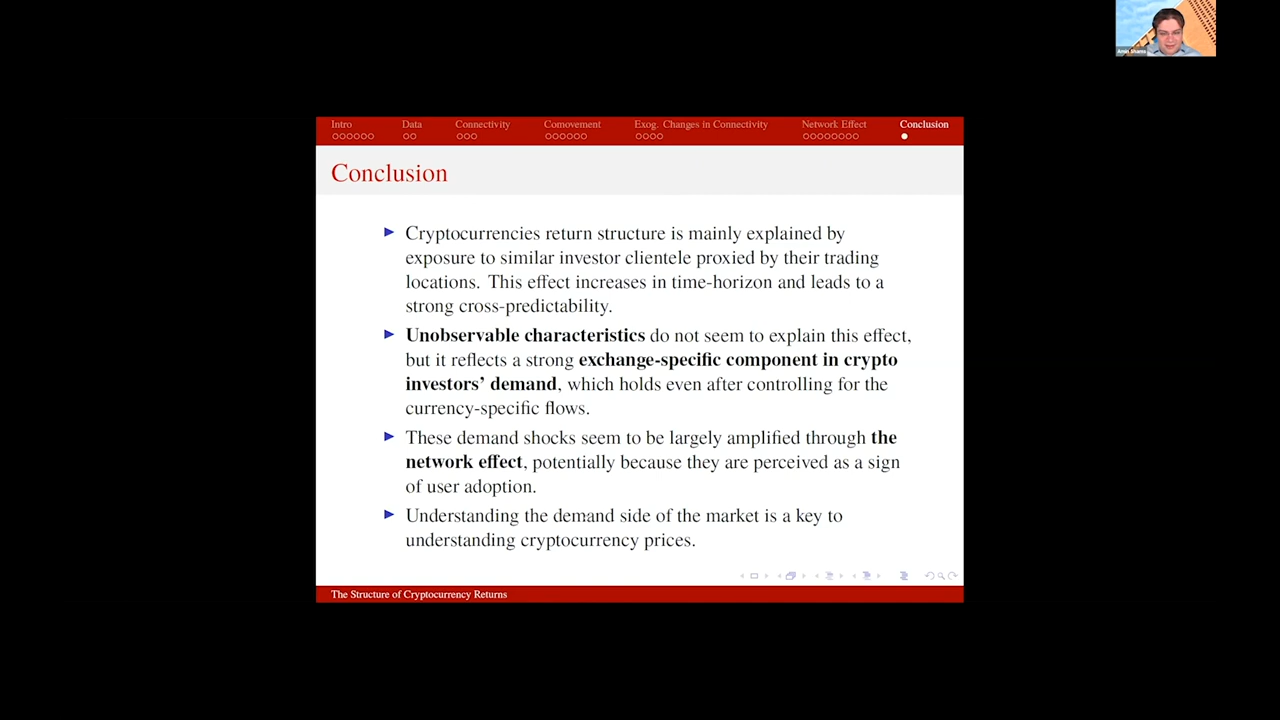 Amin Shams
Intro Data Connectivity Comovement Exog. Changes in Connectivity Network Effect Conclusion
Conclusion
Cryptocurrencies return structure is mainly explained by
exposure to similar investor clientele proxied by their trading
locations. This effect increases in time-horizon and leads to a
strong cross-predictability.
Unobservable characteristics do not seem to explain this effect,
but it reflects a strong exchange-specific component in crypto
investors’ demand, which holds even after controlling for the
currency-specific flows.
These demand shocks seem to be largely amplified through the
network effect, potentially because they are perceived as a sign
of user adoption.
Understanding the demand side of the market is a key to
understanding cryptocurrency prices.
The Structure of Cryptocurrency Returns